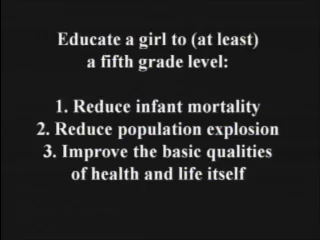 Educate a girl to (at least)
a fifth grade level:
1. Reduce infant mortality
2. Reduce population explosion
3. Improve the basic qualities
of health and life itself